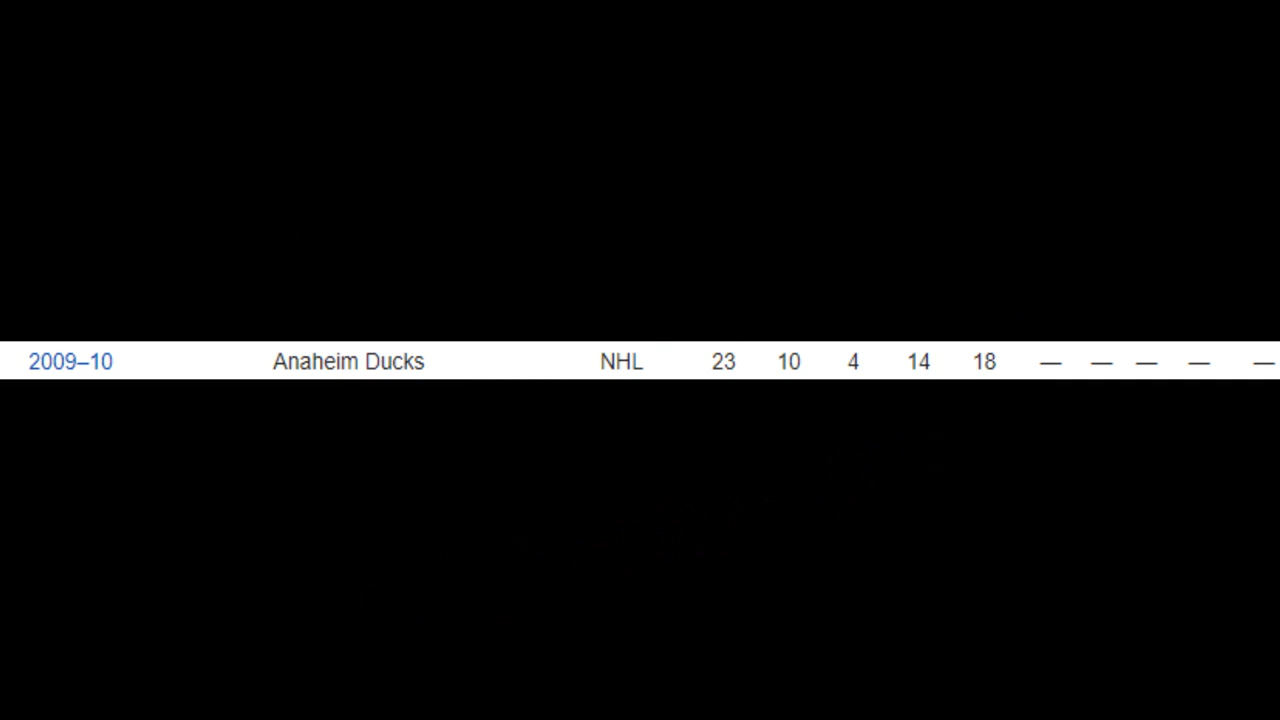 2009–10 Anaheim Ducks NHL 23 10 4 14 18 — — — — —